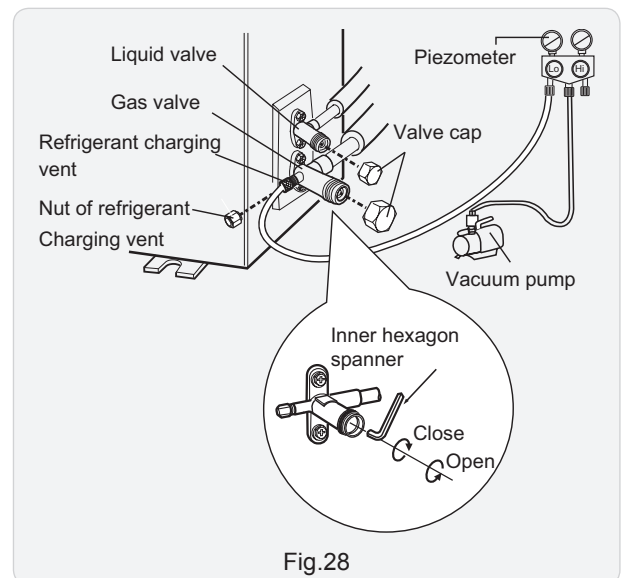 Liquid valve
Gas valve
Refrigerant charging
vent
Nut of refrigerant
Charging vent
Piezometer
Lo
Hi
Valve cap
Vacuum pump
Inner hexagon
spanner
Close
Open
Fig.28